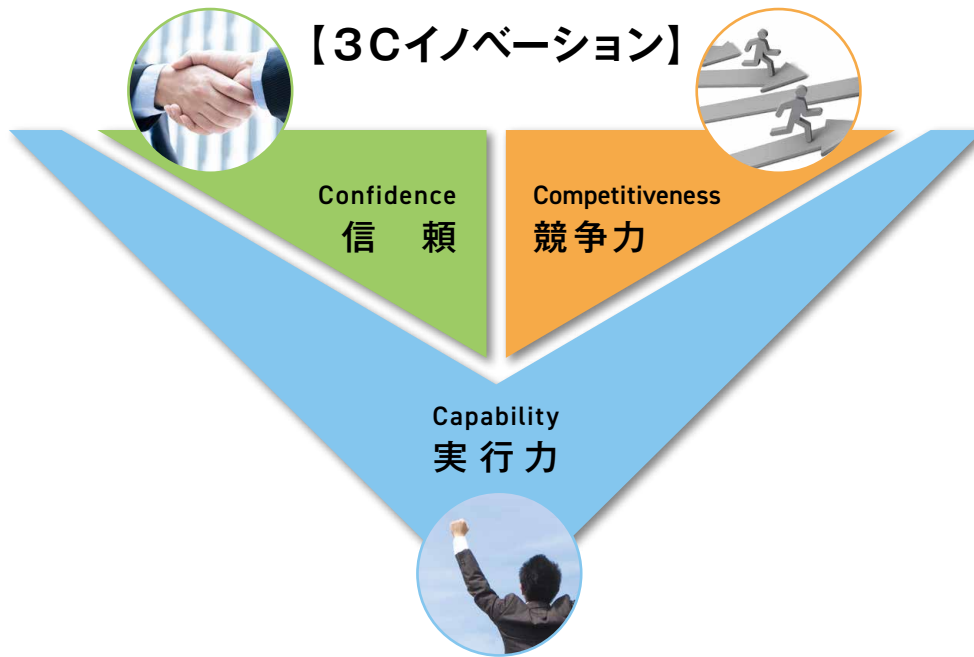 【3Cイノベーション】
Confidence
信　頼
Competitiveness
競争力
Capability
実行力